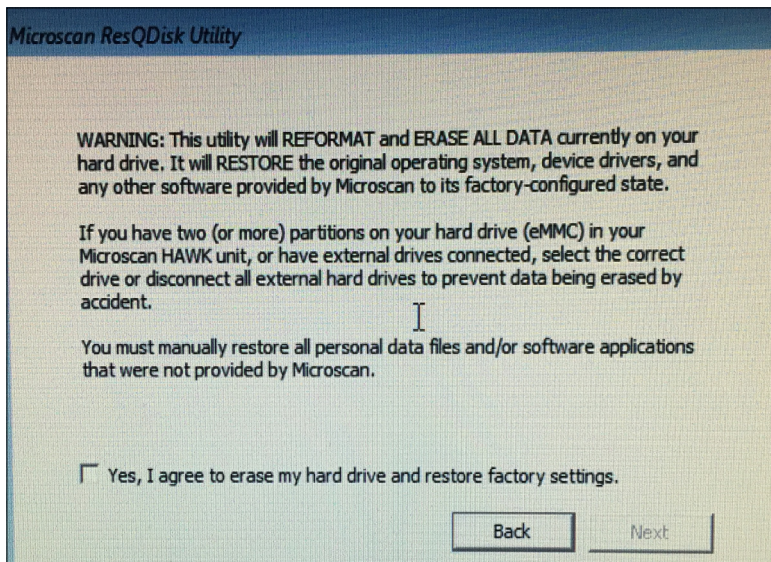 Microscan ResQDisk Utility
WARNING: This utility will REFORMAT and ERASE ALL DATA currently on your
hard drive. It will RESTORE the original operating system, device drivers, and
any other software provided by Microscan to its factory-configured state.
If you have two (or more) partitions on your hard drive (eMMC) in your
Microscan HAWK unit, or have external drives connected, select the correct
drive or disconnect all external hard drives to prevent data being erased by
accident.
You must manually restore all personal data files and/or software applications
that were not provided by Microscan.
Yes, I agree to erase my hard drive and restore factory settings.
Back Next